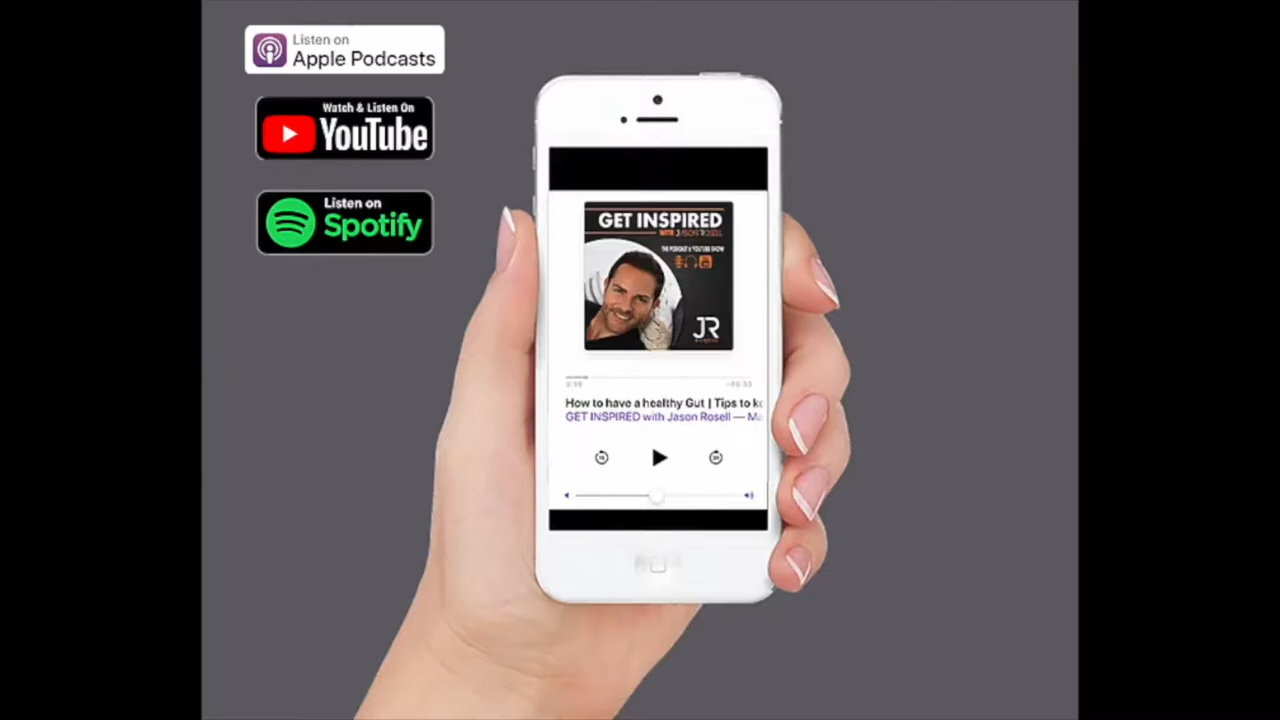 Listen on
Apple Podcasts
Watch & Listen On
YouTube
Listen on
Spotify
GET INSPIRED
WITH JASON ROSELL
THE PODCAST & YOUTUBE SHOW
JR
How to have a healthy Gut | Tips to k
GET INSPIRED with Jason Rosell — Ma